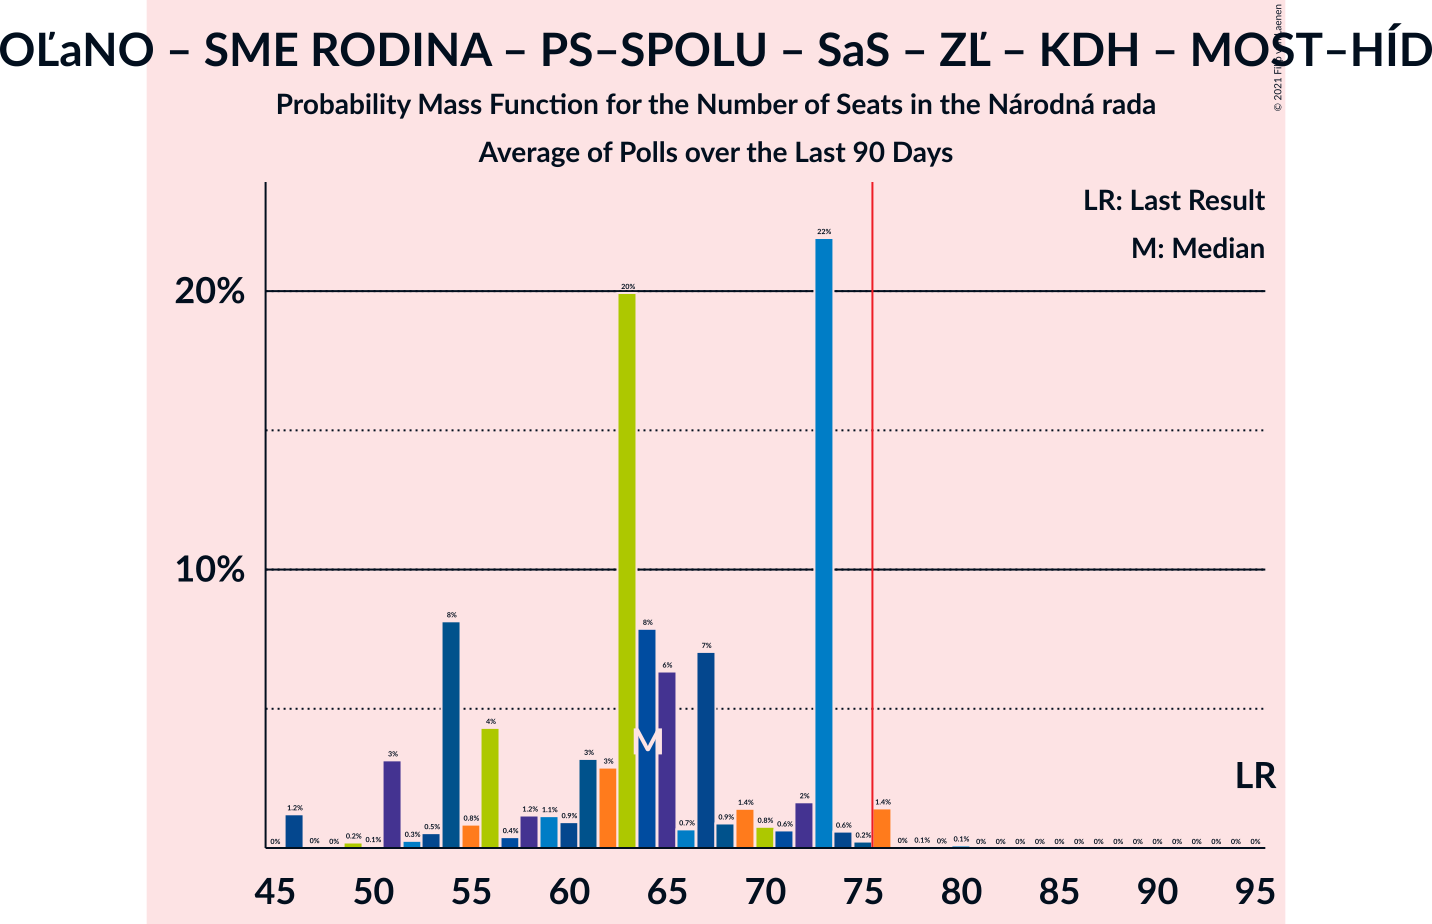 OĽaNO – SME RODINA – PS–SPOLU – SaS – ZĽ – KDH – MOST–HÍD
Probability Mass Function for the Number of Seats in the Národná rada
Average of Polls over the Last 90 Days
© 2021 Filip van Laenen
LR: Last Result
M: Median
20%
10%
0% 1.2% 0% 0% 0.2% 0.1% 3% 0.3% 0.5% 8% 0.8% 4% 0.4% 1.2% 1.1% 0.9% 3% 3% 20% 8% 6% 0.7% 7% 0.9% 1.4% 0.8% 0.6% 2% 22% 0.6% 0.2% 1.4% 0% 0.1% 0% 0.1% 0% 0% 0% 0% 0% 0% 0% 0% 0% 0% 0% 0% 0% 0% 0%
M
LR
45 50 55 60 65 70 75 80 85 90 95